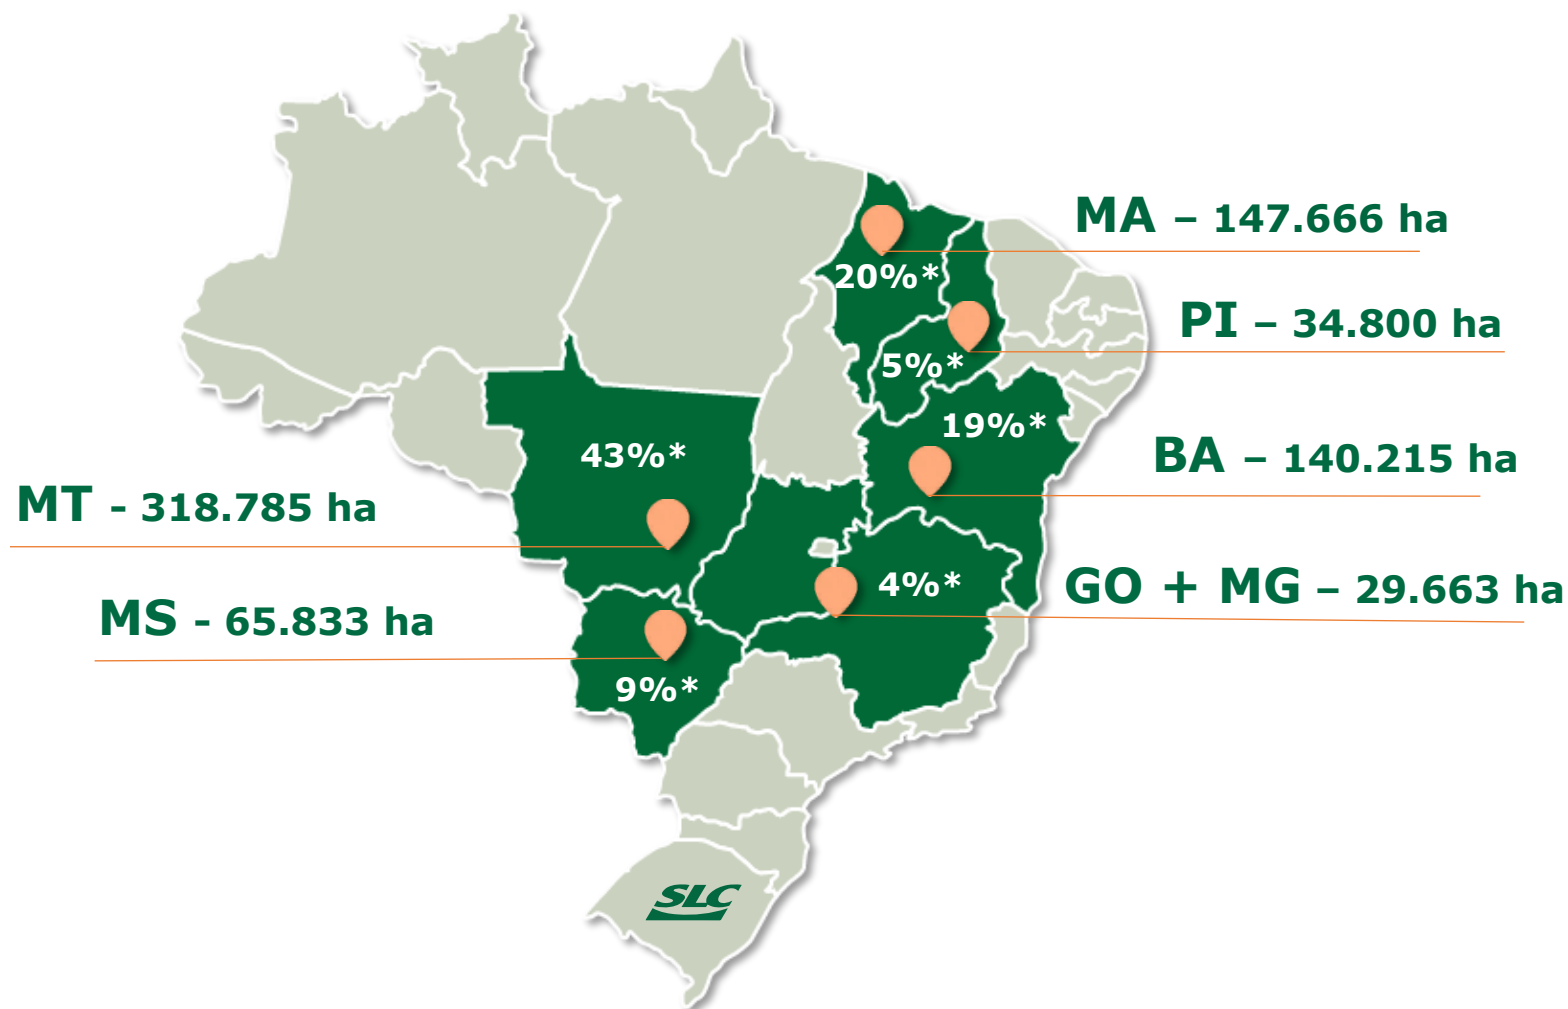 MA – 147.666 ha
20%*
PI – 34.800 ha
5%*
19%*
43%*
BA – 140.215 ha
MT - 318.785 ha
4%*
GO + MG – 29.663 ha
MS - 65.833 ha
9%*
SLC